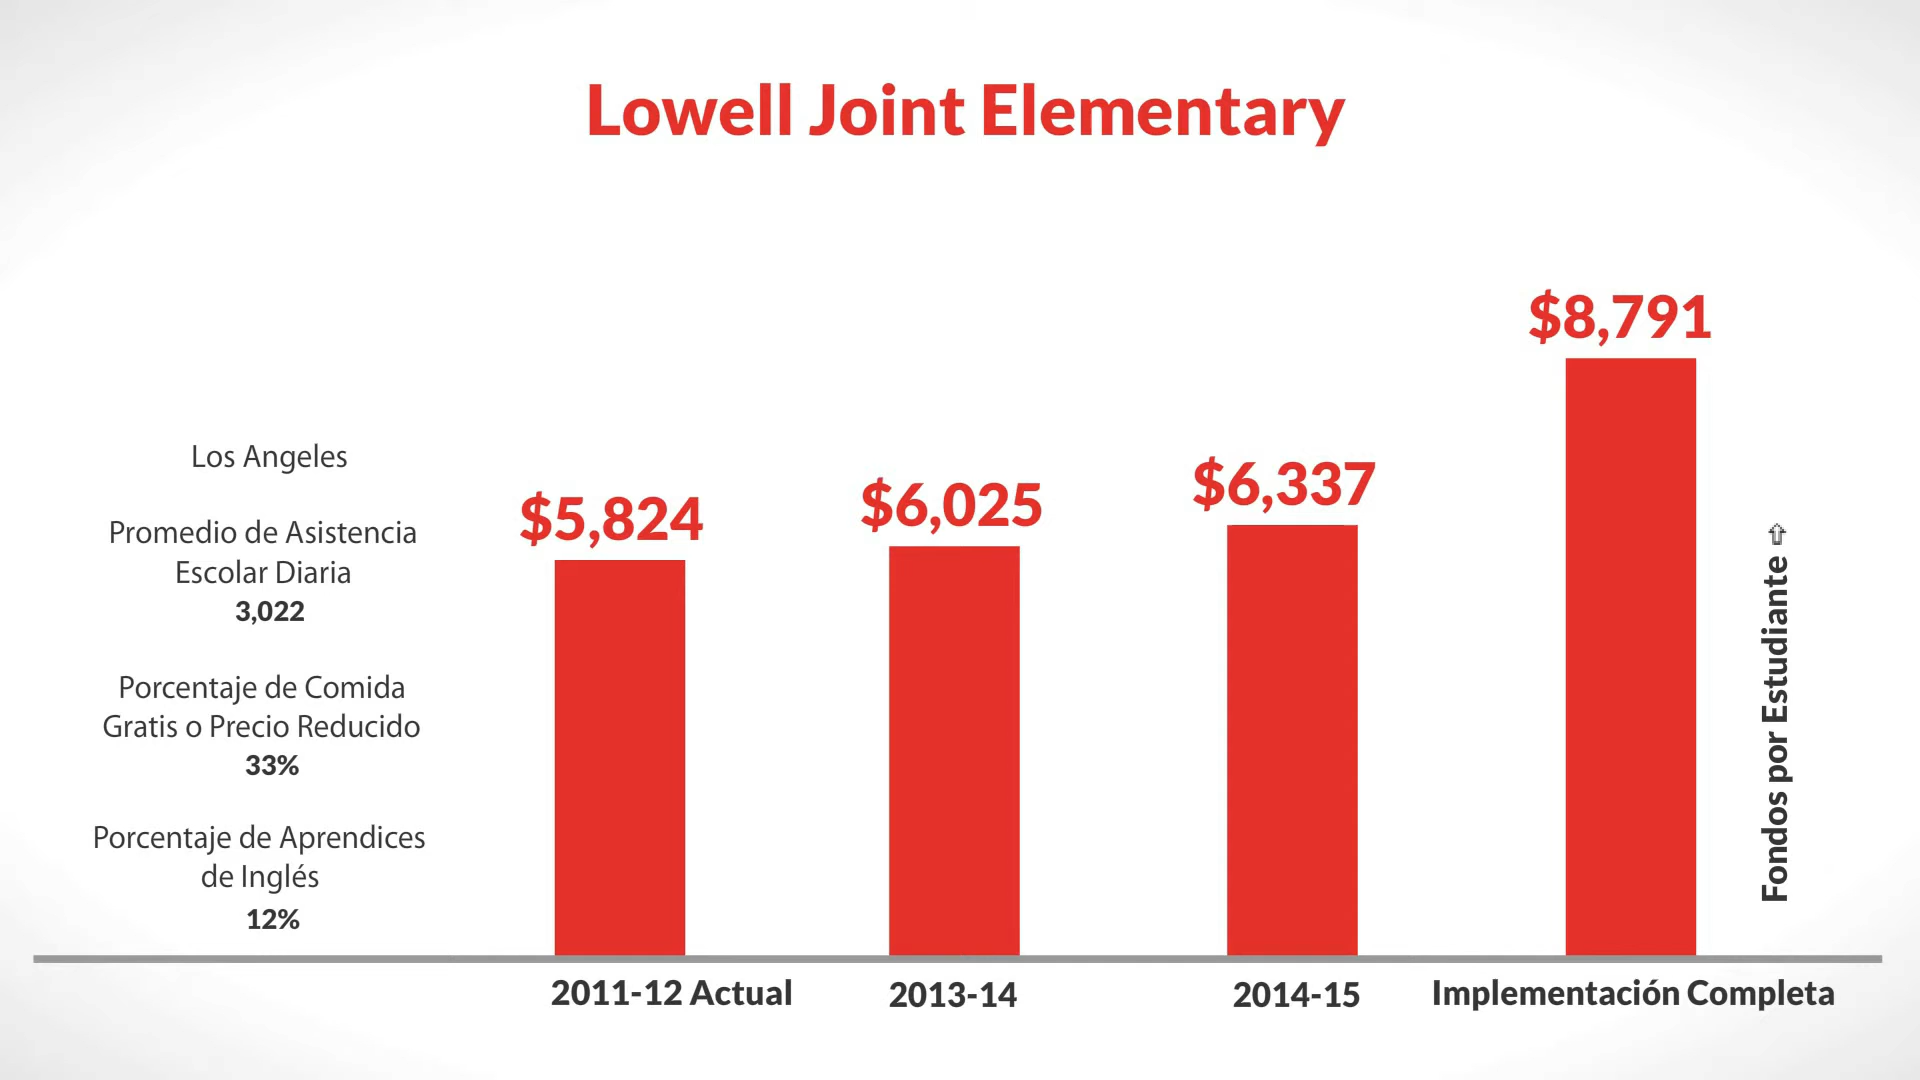 Lowell Joint Elementary
Los Angeles
Promedio de Asistencia
Escolar Diaria
3,022
Porcentaje de Comida
Gratis o Precio Reducido
33%
Porcentaje de Aprendices
de Inglés
12%
$5,824
$6,025
$6,337
$8,791
Fondos por Estudiante ⇧
2011-12 Actual
2013-14
2014-15
Implementación Completa